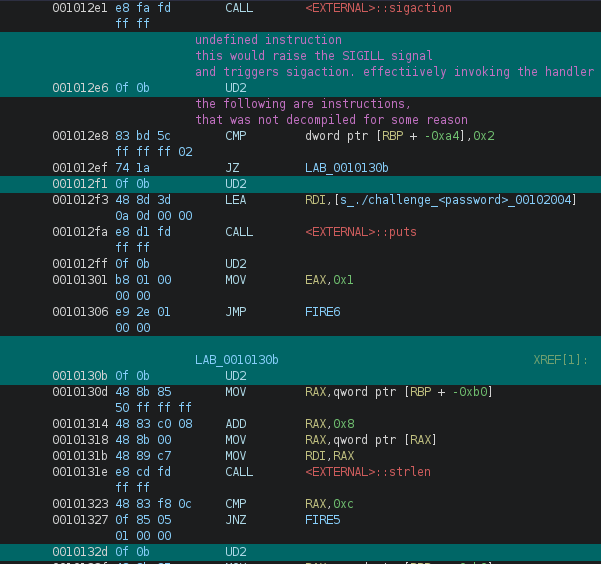 001012e1 e8 fa fd CALL <EXTERNAL>::sigaction
ff ff
undefined instruction
this would raise the SIGILL signal
and triggers sigaction. effectiively invoking the handler
001012e6 0f 0b UD2
the following are instructions,
that was not decompiled for some reason
001012e8 83 bd 5c CMP dword ptr [RBP + -0xa4],0x2
ff ff ff 02
001012ef 74 1a JZ LAB_0010130b
001012f1 0f 0b UD2
001012f3 48 8d 3d LEA RDI,[s_./challenge_<password>_00102004]
0a 0d 00 00
001012fa e8 d1 fd CALL <EXTERNAL>::puts
ff ff
001012ff 0f 0b UD2
00101301 b8 01 00 MOV EAX,0x1
00 00
00101306 e9 2e 01 JMP FIRE6
00 00
LAB_0010130b XREF[1]:
0010130b 0f 0b UD2
0010130d 48 8b 85 MOV RAX,qword ptr [RBP + -0xb0]
50 ff ff ff
00101314 48 83 c0 08 ADD RAX,0x8
00101318 48 8b 00 MOV RAX,qword ptr [RAX]
0010131b 48 89 c7 MOV RDI,RAX
0010131e e8 cd fd CALL <EXTERNAL>::strlen
ff ff
00101323 48 83 f8 0c CMP RAX,0xc
00101327 0f 85 05 JNZ FIRE5
01 00 00
0010132d 0f 0b UD2